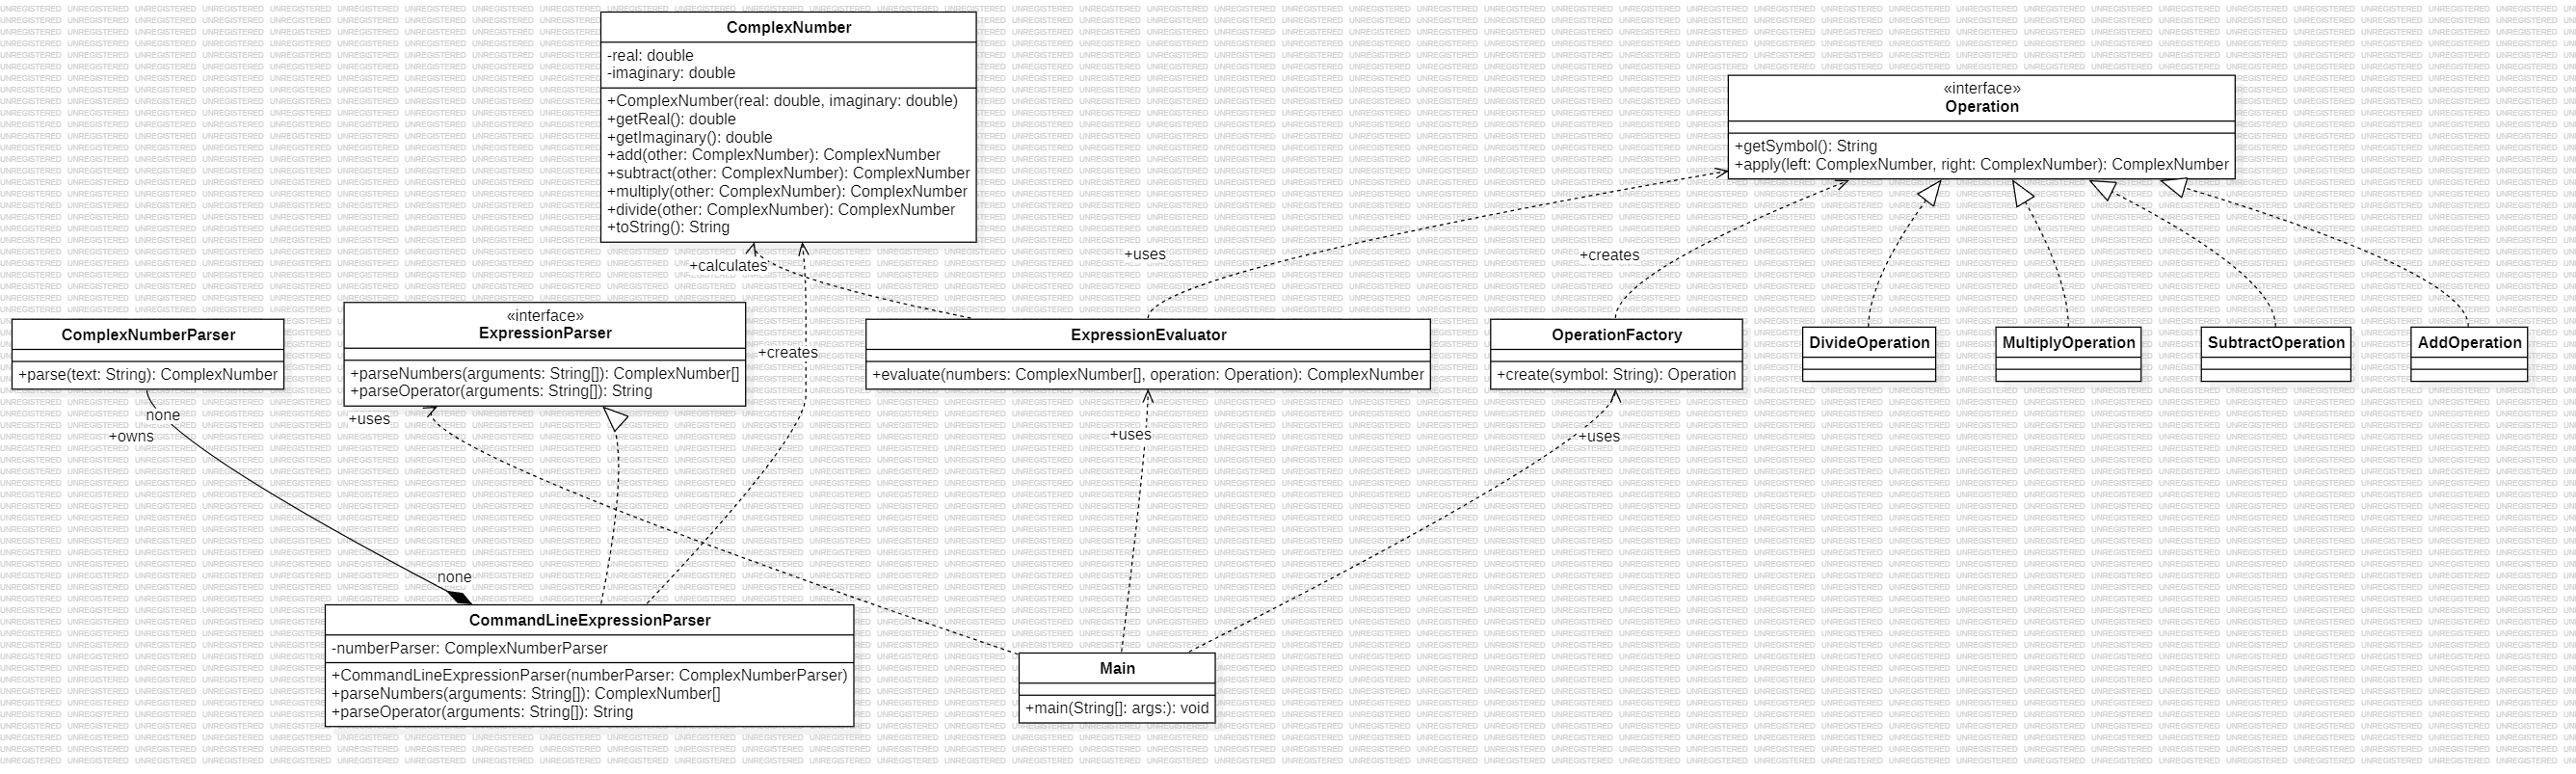 ComplexNumber
-real: double
-imaginary: double
+ComplexNumber(real: double, imaginary: double)
+getReal(): double
+getImaginary(): double
+add(other: ComplexNumber): ComplexNumber
+subtract(other: ComplexNumber): ComplexNumber
+multiply(other: ComplexNumber): ComplexNumber
+divide(other: ComplexNumber): ComplexNumber
+toString(): String
«interface»
Operation
+getSymbol(): String
+apply(left: ComplexNumber, right: ComplexNumber): ComplexNumber
+calculates
+uses
+creates
ComplexNumberParser
+parse(text: String): ComplexNumber
«interface»
ExpressionParser
+parseNumbers(arguments: String[]): ComplexNumber[]
+parseOperator(arguments: String[]): String
+creates
ExpressionEvaluator
+evaluate(numbers: ComplexNumber[], operation: Operation): ComplexNumber
OperationFactory
+create(symbol: String): Operation
DivideOperation
MultiplyOperation
SubtractOperation
AddOperation
none
+owns
+uses
+uses
+uses
none
CommandLineExpressionParser
-numberParser: ComplexNumberParser
+CommandLineExpressionParser(numberParser: ComplexNumberParser)
+parseNumbers(arguments: String[]): ComplexNumber[]
+parseOperator(arguments: String[]): String
Main
+main(String[]: args:): void
UNREGISTERED